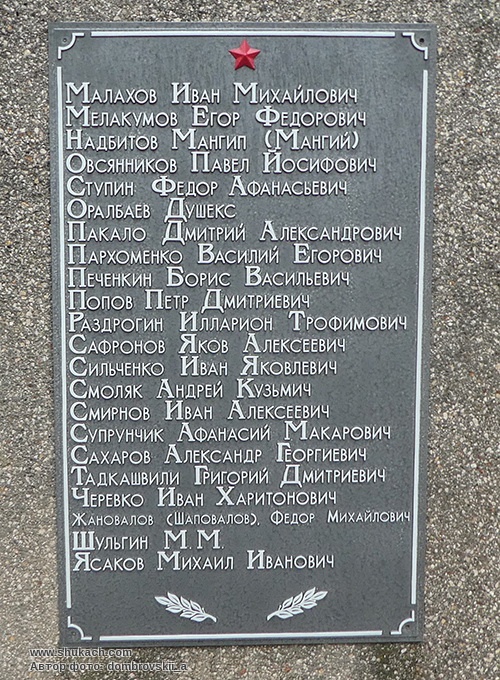 Малахов Иван Михайлович
Мелакумов Егор Федорович
Надбитов Мангип (Мангий)
Овсянников Павел Иосифович
Ступин Федор Афанасьевич
Оралбаев Душекс
Пакало Дмитрий Александрович
Пархоменко Василий Егорович
Печенкин Борис Васильевич
Попов Петр Дмитриевич
Раздрогин Илларион Трофимович
Сафронов Яков Алексеевич
Сильченко Иван Яковлевич
Смоляк Андрей Кузьмич
Смирнов Иван Алексеевич
Супрунчик Афанасий Макарович
Сахаров Александр Георгиевич
Тадкашвили Григорий Дмитриевич
Черевко Иван Харитонович
Жановалов (Шаповалов), Федор Михайлович
Шульгин М.М.
Ясаков Михаил Иванович
www.shukach.com
Автор фото: dombrovskii_a